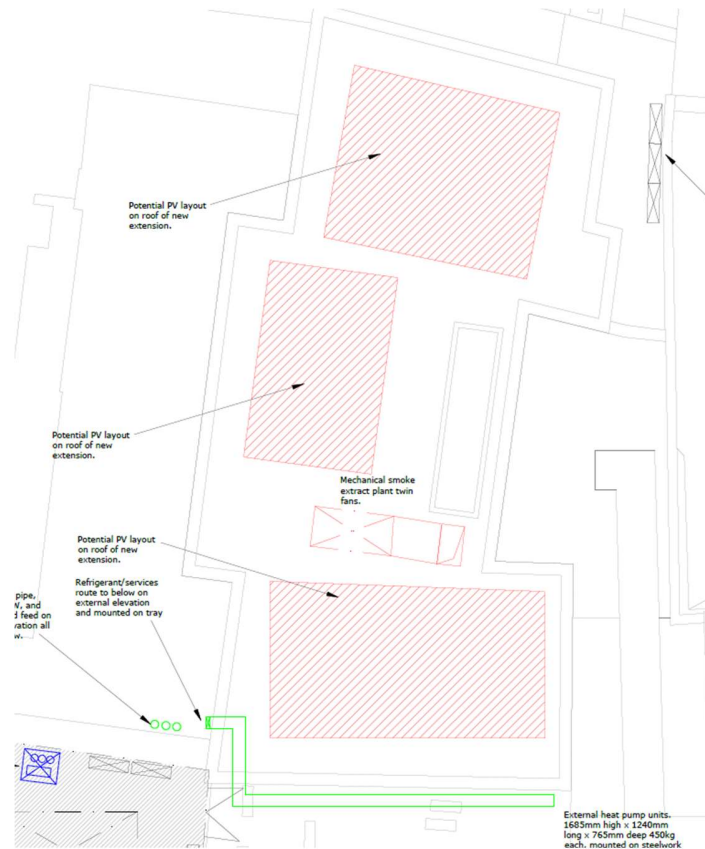 Potential PV layout
on roof of new
extension.
Potential PV layout
on roof of new
extension.
Mechanical smoke
extract plant twin
fans.
Potential PV layout
on roof of new
extension.
Refrigerant/services
route to below on
external elevation
and mounted on tray
pipe,
and
feed on
all
External heat pump units.
1685mm high x 1240mm
long x 765mm deep 450kg
each, mounted on steelwork